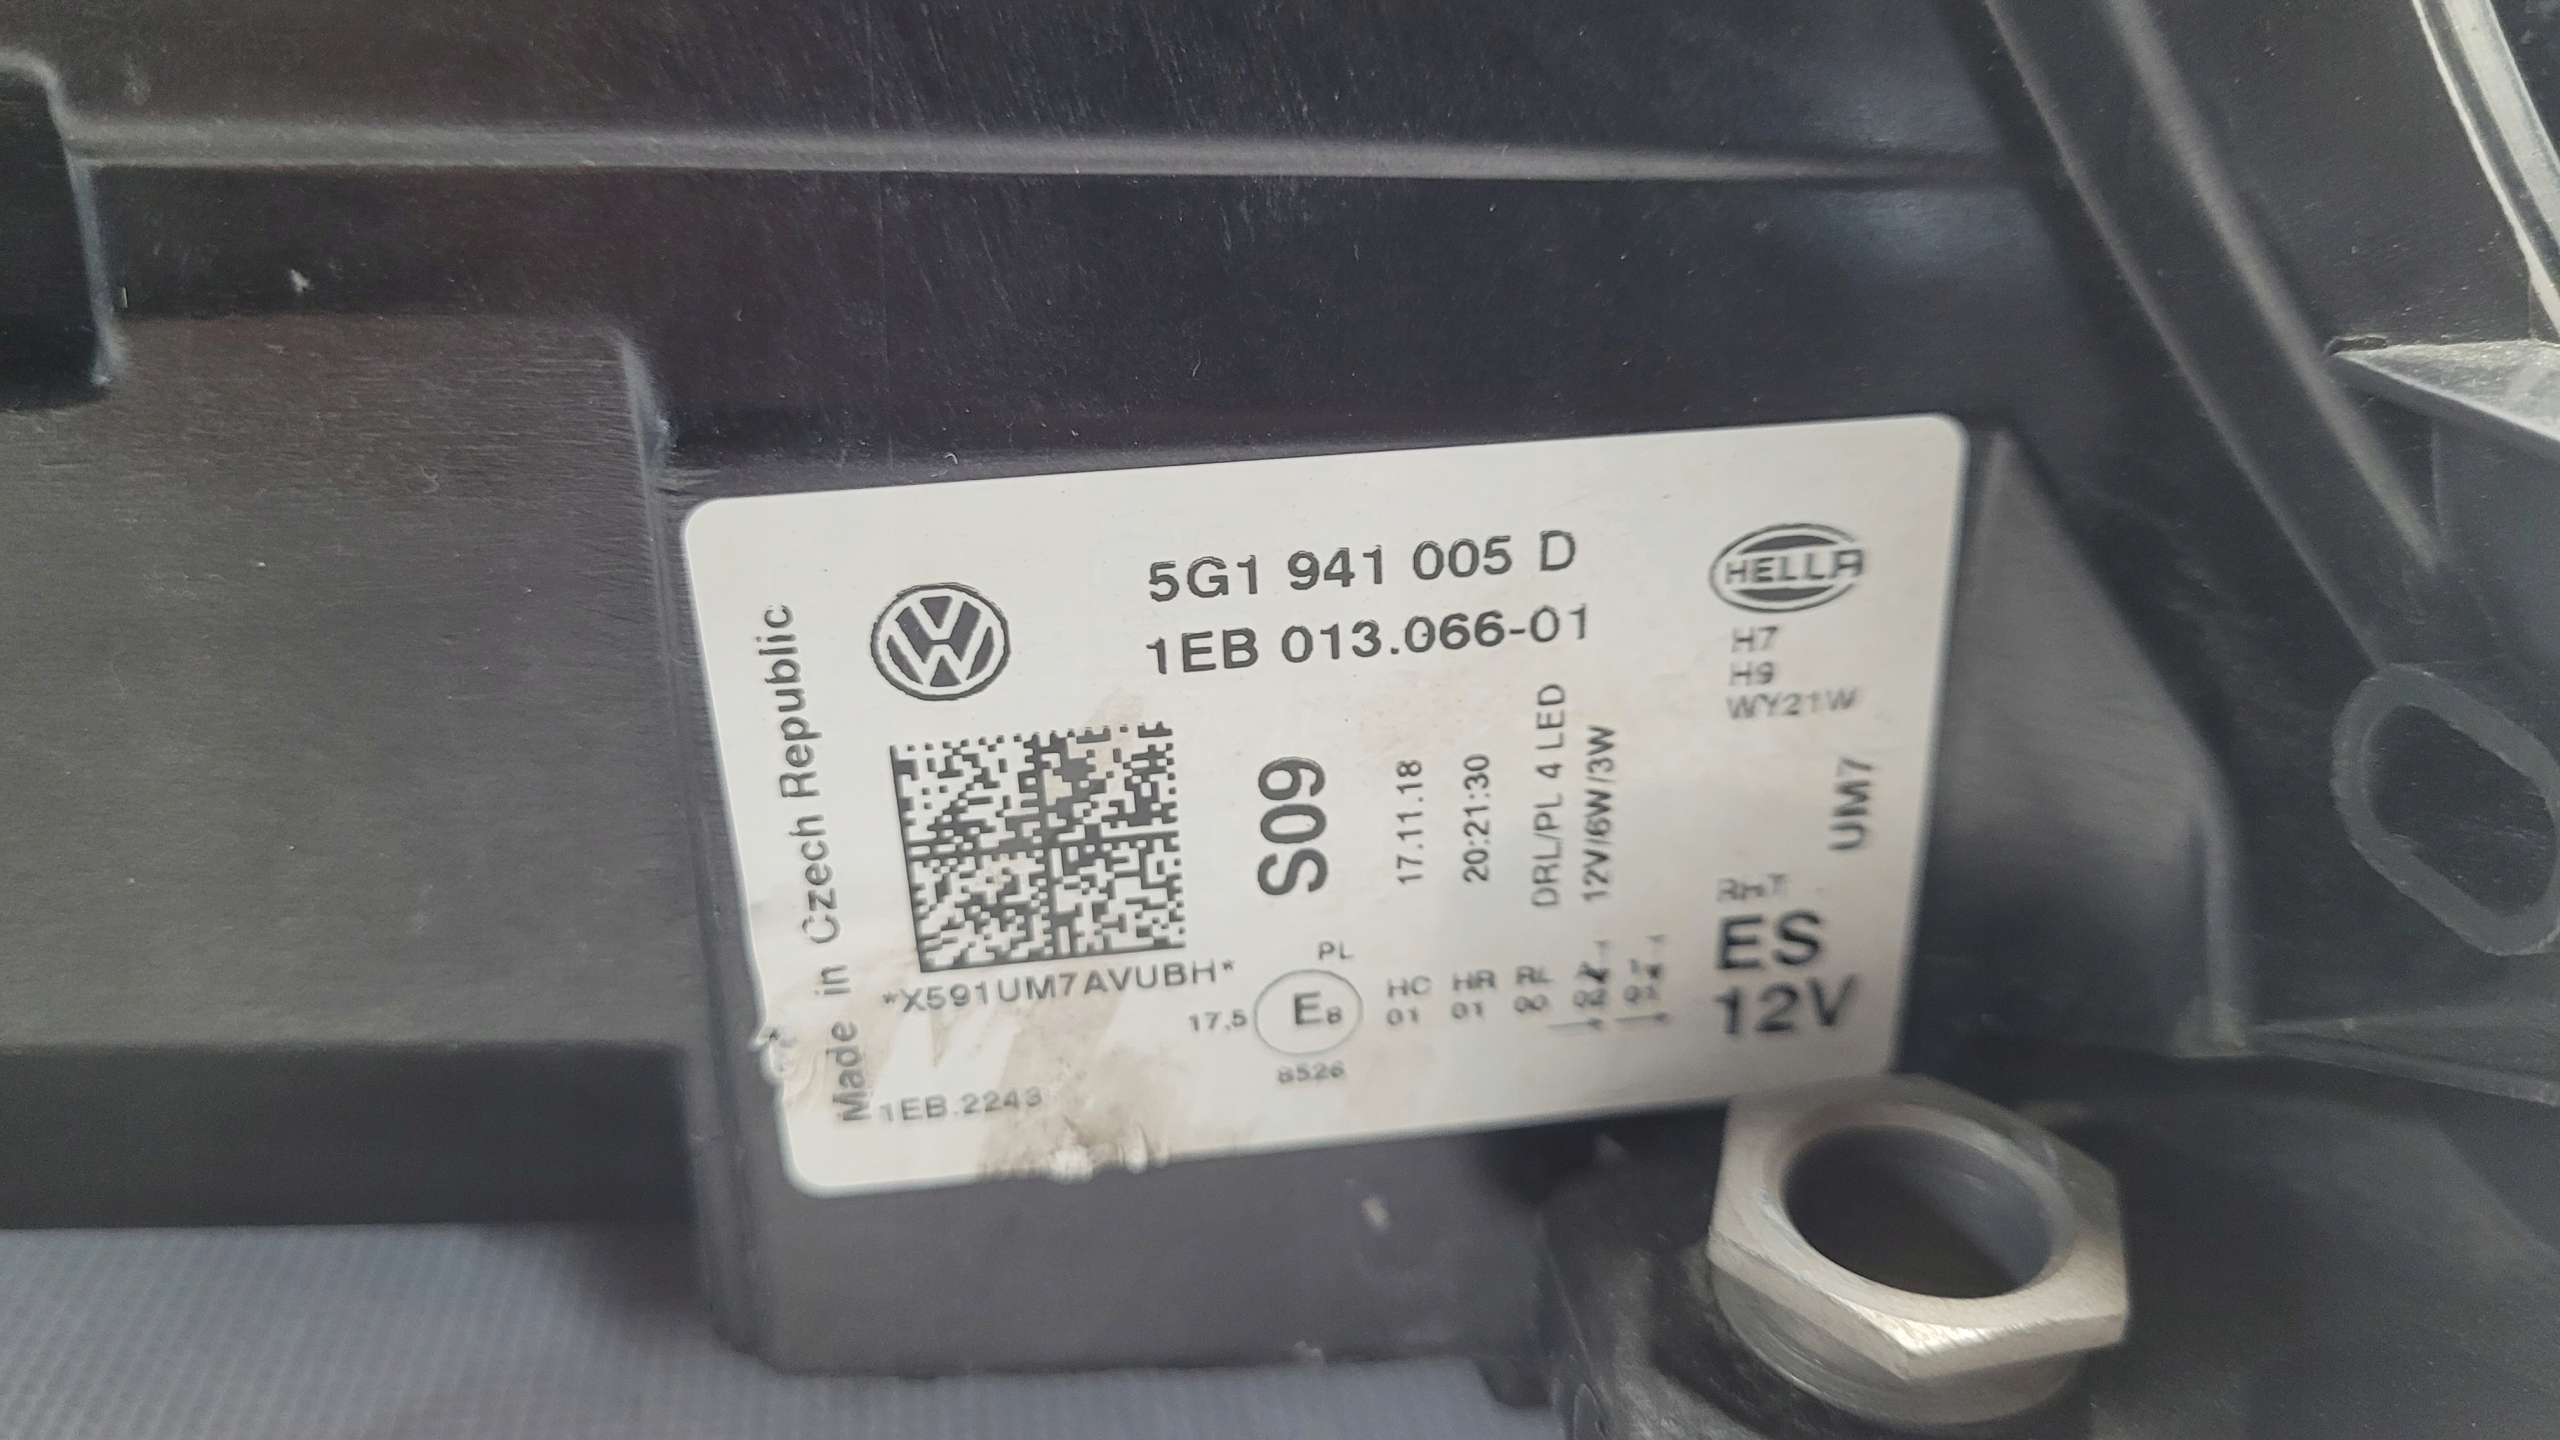 5G1 941 005 D
1EB 013.066-01
HELLA
H7
H9
WY21W
Made in Czech Republic
S09
17.11.18
20:21:30
DRL/PL 4 LED
12V/6W/3W
UM7
*X591UM7AVUBH*
1EB.2243
PL
17,5
E8
8526
HC HR
01 01
ES
12V